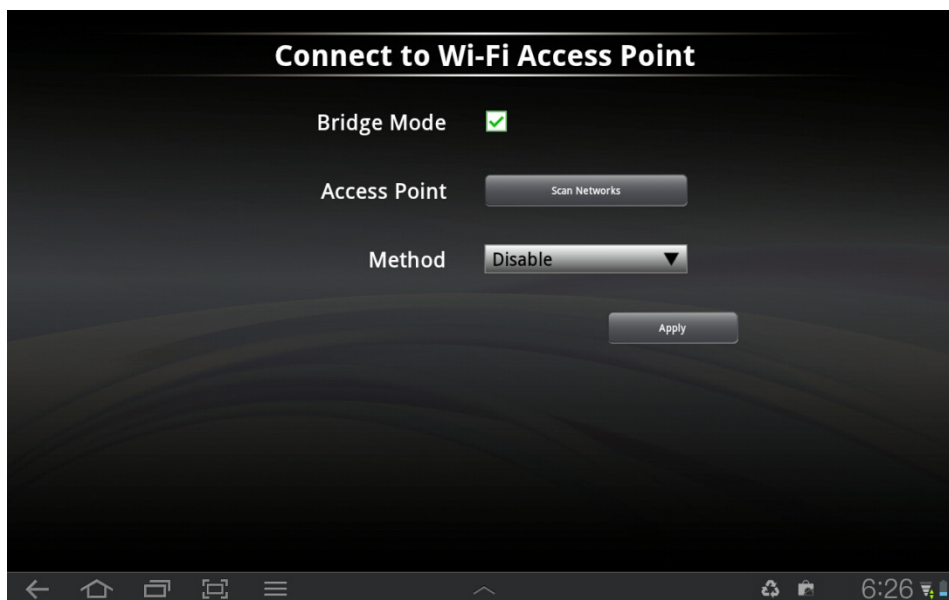 Connect to Wi-Fi Access Point
Bridge Mode
Access Point
Scan Networks
Method
Disable
Apply
6:26